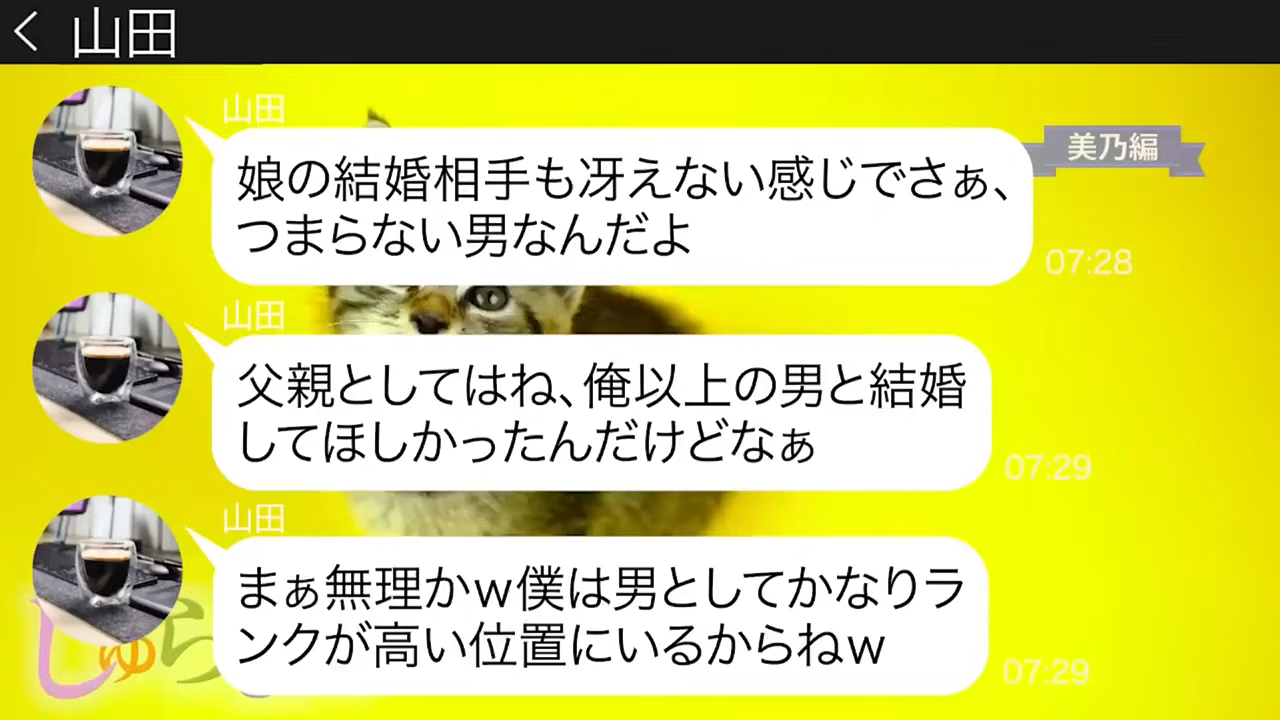 山田
山田
美乃編
娘の結婚相手も冴えない感じでさぁ、
つまらない男なんだよ
07:28
山田
父親としてはね、俺以上の男と結婚
してほしかったんだけどなぁ
07:29
山田
まぁ無理かw僕は男としてかなりラ
ンクが高い位置にいるからねw
07:29
しゅら